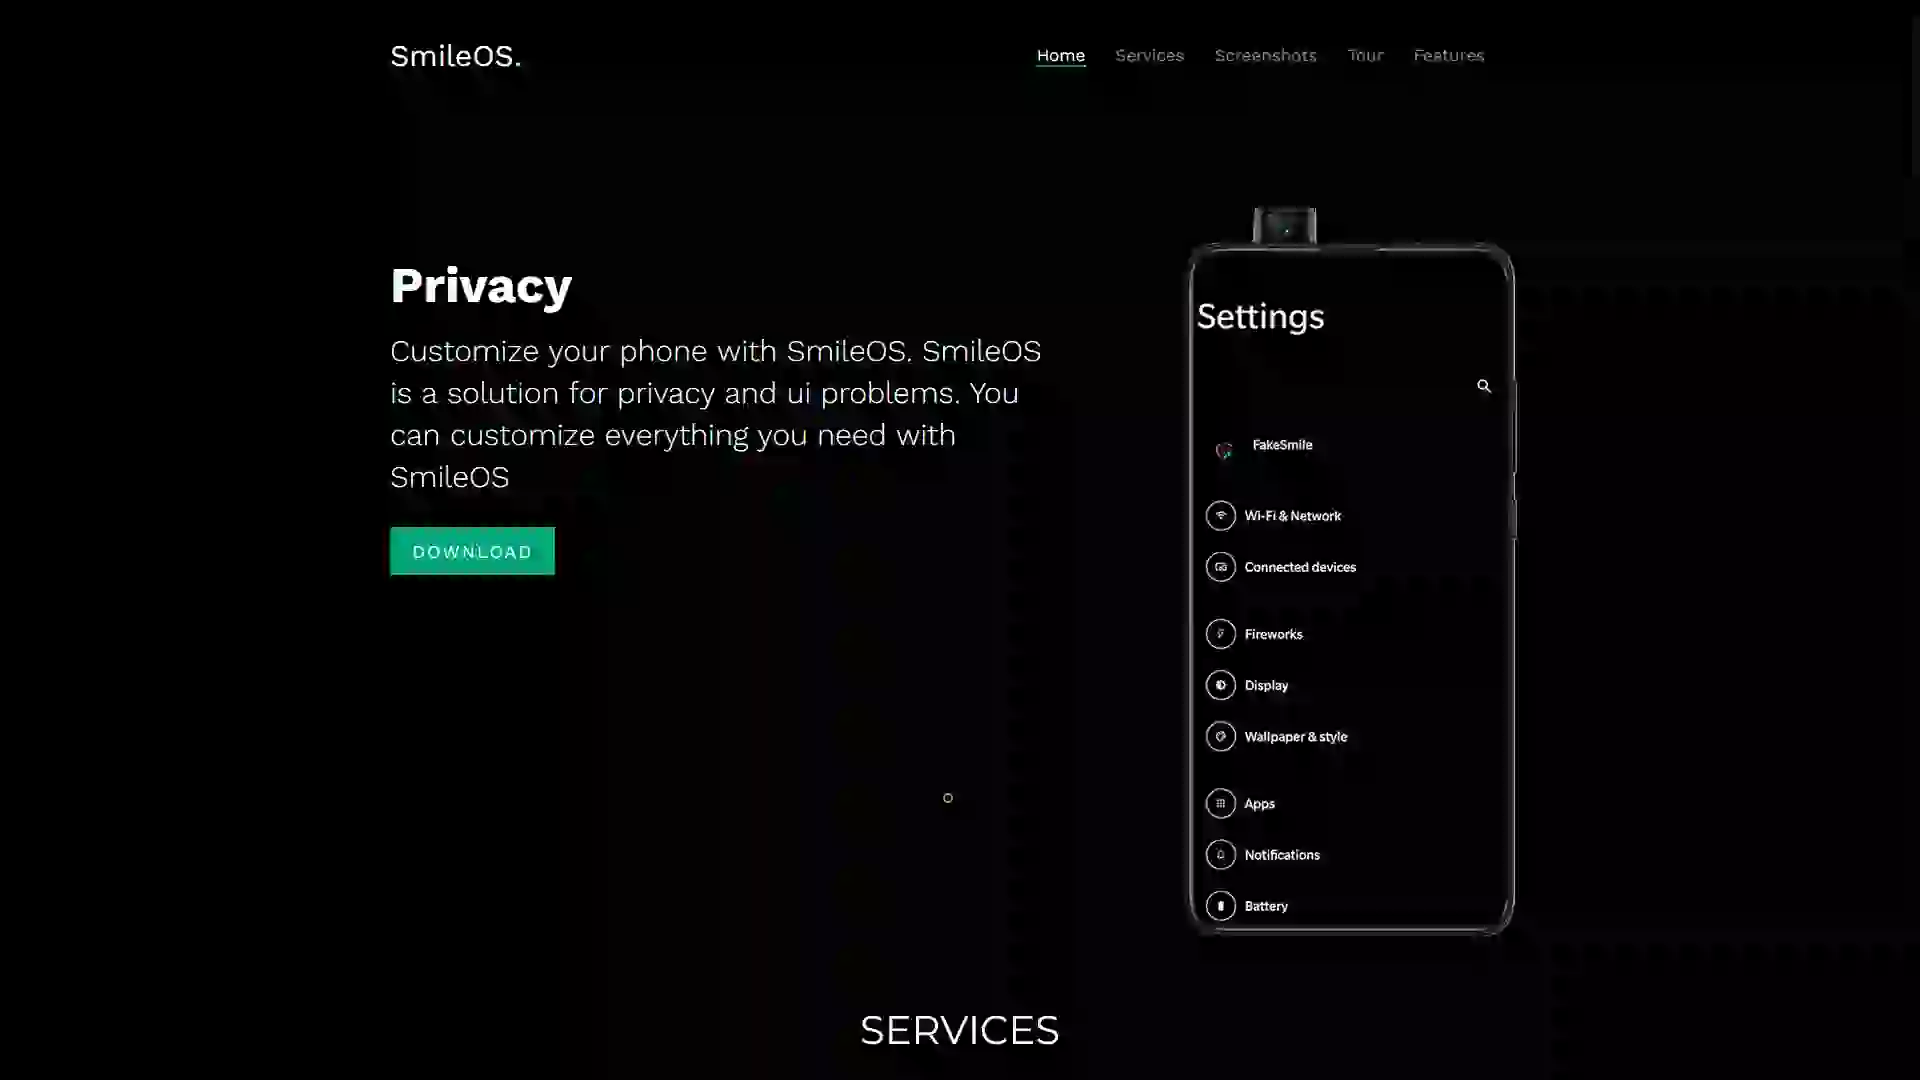 SmileOS.
Home
Services
Screenshots
Tour
Features
Privacy
Customize your phone with SmileOS. SmileOS
is a solution for privacy and ui problems. You
can customize everything you need with
SmileOS
DOWNLOAD
Settings
FakeSmile
Wi-Fi & Network
Connected devices
Fireworks
Display
Wallpaper & style
Apps
Notifications
Battery
SERVICES